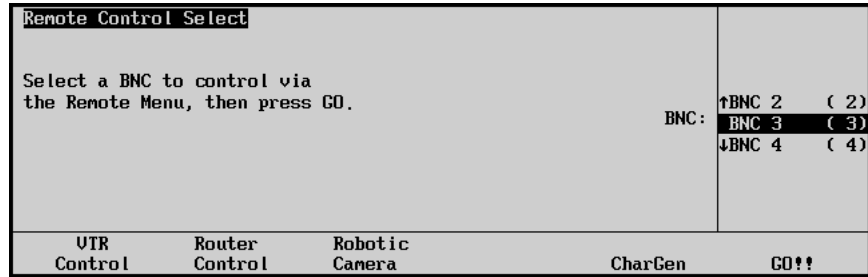 Remote Control Select
Select a BNC to control via
the Remote Menu, then press GO.
BNC:
↑BNC 2 ( 2)
BNC 3 ( 3)
↓BNC 4 ( 4)
VTR Control
Router Control
Robotic Camera
CharGen
GO!!